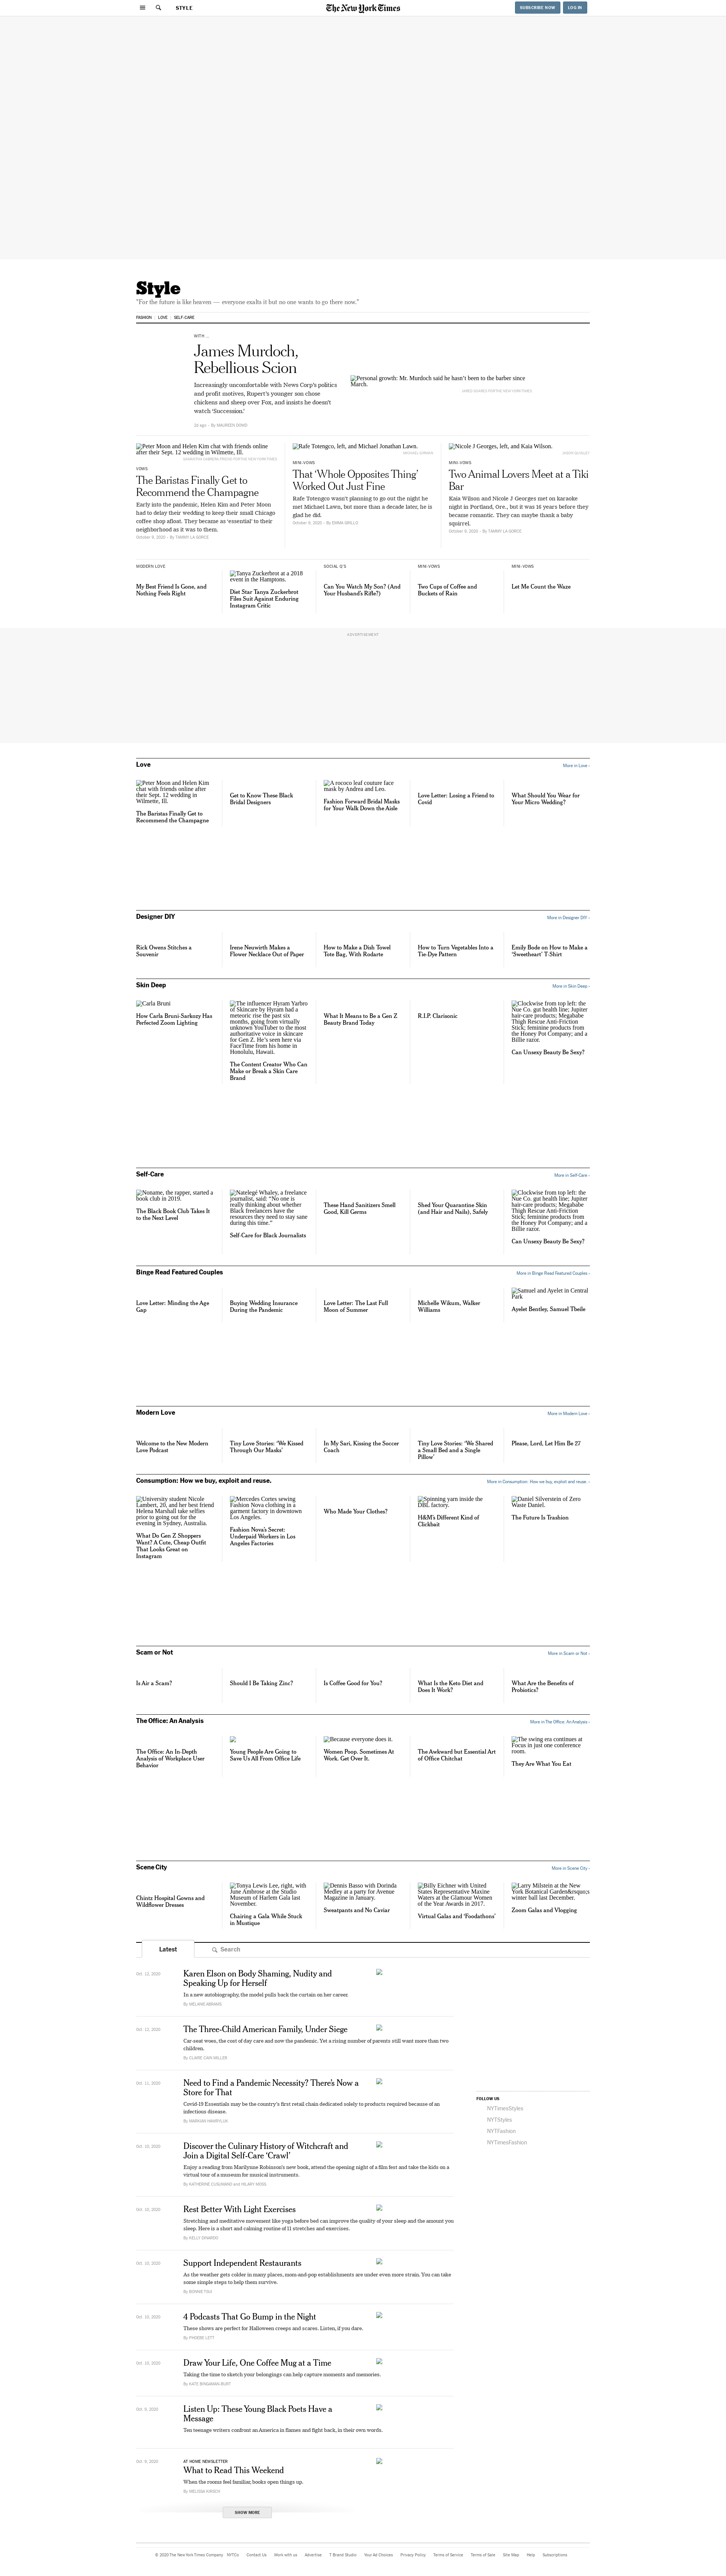 STYLE
The New York Times
SUBSCRIBE NOW
LOG IN
Style
"For the future is like heaven — everyone exalts it but no one wants to go there now."
FASHION
LOVE
SELF-CARE
WITH ...
James Murdoch,
Rebellious Scion
Increasingly uncomfortable with News Corp's politics
and profit motives, Rupert's younger son chose
chickens and sheep over Fox, and insists he doesn't
watch 'Succession.'
By MAUREEN DOWD
Personal growth: Mr. Murdoch said he hasn't been to the barber since
March.
Peter Moon and Helen Kim chat with friends online
after their Sept. 12 wedding in Wilmette, Ill.
VOWS
The Baristas Finally Get to
Recommend the Champagne
Early into the pandemic, Helen Kim and Peter Moon
had to stop working to keep their small Chicago
coffee shop afloat. They became as 'essential' to their
neighborhood as it was to them.
October 9, 2020 - By TAMMY LA GORCE
Rafe Totengco, left, and Michael Jonathan Lawn.
MINI-VOWS
That 'Whole Opposites Thing'
Worked Out Just Fine
Rafe Totengco wasn't planning to go out the night he
met Michael Lawn, but more than a decade later, he is
glad he did.
October 9, 2020 - By EMMA GRILLO
Nicole J Georges, left, and Kaia Wilson.
MINI-VOWS
Two Animal Lovers Meet at a Tiki
Bar
Kaia Wilson and Nicole J Georges met on karaoke
night in Portland, Ore., but it was 16 years before they
became romantic. They can maybe thank a baby
squirrel.
October 9, 2020 - By TAMMY LA GORCE
MODERN LOVE
My Best Friend Is Gone, and
Nothing Feels Right
Tanya Zuckerbrot at a 2018
event in the Hamptons.
Diet Star Tanya Zuckerbrot
Files Suit Against Enduring
Instagram Critic
SOCIAL Q'S
Can You Watch My Son? (And
Your Husband's Rifle?)
MINI-VOWS
Two Cups of Coffee and
Buckets of Rain
MINI-VOWS
Let Me Count the Ways
ADVERTISEMENT
Love
More in Love ›
Peter Moon and Helen Kim
chat with friends online after
their Sept. 12 wedding in
Wilmette, Ill.
The Baristas Finally Get to
Recommend the Champagne
Get to Know These Black
Bridal Designers
A rococo leaf couture face
mask by Andrea and Leo.
Fashion Forward Bridal Masks
for Your Walk Down the Aisle
Love Letter: Losing a Friend to
Covid
What Should You Wear for
Your Micro Wedding?
Designer DIY
More in Designer DIY ›
Rick Owens Stitches a
Souvenir
Irene Neuwirth Makes a
Flower Necklace Out of Paper
How to Make a Dish Towel
Tote Bag, With Rodarte
How to Turn Vegetables Into a
Tie-Dye Pattern
Emily Bode on How to Make a
'Sweetheart' T-Shirt
Skin Deep
More in Skin Deep ›
Carla Bruni
How Carla Bruni-Sarkozy Has
Perfected Zoom Lighting
The influencer Hyram Yarbro
of Skincare by Hyram had a
meteoric rise the past six
months, going from virtually
unknown YouTuber to the most
authoritative voice in skincare
for Gen Z. He's seen here via
FaceTime from his home in
Honolulu, Hawaii.
The Content Creator Who Can
Make or Break a Skin Care
Brand
What It Means to Be a Gen Z
Beauty Brand Today
R.I.P. Clarisonic
Clockwise from top left: the
Nue Co. gut health line; Jupiter
hair-care products; Megababe
Thigh Rescue Anti-Friction
Stick; feminine products from
the Honey Pot Company; and a
Billie razor.
Can Unsexy Beauty Be Sexy?
Self-Care
More in Self-Care ›
Noname, the rapper, started a
book club in 2019.
The Black Book Club Takes It
to the Next Level
Natelegé Whaley, a freelance
journalist, said: "No one is
really thinking about whether
Black freelancers have the
resources they need to stay sane
during this time."
Self-Care for Black Journalists
These Hand Sanitizers Smell
Good, Kill Germs
Shed Your Quarantine Skin
(and Hair and Nails), Safely
Clockwise from top left: the
Nue Co. gut health line; Jupiter
hair-care products; Megababe
Thigh Rescue Anti-Friction
Stick; feminine products from
the Honey Pot Company; and a
Billie razor.
Can Unsexy Beauty Be Sexy?
Binge Read Featured Couples
More in Binge Read Featured Couples ›
Love Letter: Minding the Age
Gap
Buying Wedding Insurance
During the Pandemic
Love Letter: The Last Full
Moon of Summer
Michelle Wikum, Walker
Williams
Samuel and Ayelet in Central
Park
Ayelet Bentley, Samuel Tbeile
Modern Love
More in Modern Love ›
Welcome to the New Modern
Love Podcast
Tiny Love Stories: 'We Kissed
Through Our Masks'
In My Sari, Kissing the Soccer
Coach
Tiny Love Stories: 'We Shared
a Small Bed and a Single
Pillow'
Please, Lord, Let Him Be 27
Consumption: How we buy, exploit and reuse.
More in Consumption: How we buy, exploit and reuse. ›
University student Nicole
Lambert, 20, and her best friend
Helena Marshall take selfies
prior to going out for the
evening in Sydney, Australia.
What Do Gen Z Shoppers
Want? A Cute, Cheap Outfit
That Looks Great on
Instagram
Mercedes Cortes sewing
Fashion Nova clothing in a
garment factory in downtown
Los Angeles.
Fashion Nova's Secret:
Underpaid Workers in Los
Angeles Factories
Who Made Your Clothes?
Spinning yarn inside the
DBL factory.
H&M's Different Kind of
Clickbait
Daniel Silverstein of Zero
Waste Daniel.
The Future Is Trashion
Scam or Not
More in Scam or Not ›
Is Air a Scam?
Should I Be Taking Zinc?
Is Coffee Good for You?
What Is the Keto Diet and
Does It Work?
What Are the Benefits of
Probiotics?
The Office: An Analysis
More in The Office: An Analysis ›
The Office: An In-Depth
Analysis of Workplace User
Behavior
Young People Are Going to
Save Us All From Office Life
Because everyone does it.
Women Poop. Sometimes At
Work. Get Over It.
The Awkward but Essential Art
of Office Chitchat
The swing era continues at
Focus in just one conference
room.
They Are What You Eat
Scene City
More in Scene City ›
Chintz Hospital Gowns and
Wildflower Dresses
Tonya Lewis Lee, right, with
June Ambrose at the Studio
Museum of Harlem Gala last
November.
Chairing a Gala While Stuck
in Mustique
Dennis Basso with Dorinda
Medley at a party for Avenue
Magazine in January.
Sweatpants and No Caviar
Billy Eichner with United
States Representative Maxine
Waters at the Glamour Women
of the Year Awards in 2017.
Virtual Galas and 'Foodathons'
Larry Milstein at the New
York Botanical Garden&rsquo;s
winter ball last December.
Zoom Galas and Vlogging
Latest
Search
Oct. 12, 2020
Karen Elson on Body Shaming, Nudity and
Speaking Up for Herself
In a new autobiography, the model pulls back the curtain on her career.
The Three-Child American Family, Under Siege
Car-seat woes, the cost of day care and now the pandemic. Yet a rising number of parents still want more than two
children.
By CLAIRE CAIN MILLER
Oct. 11, 2020
Need to Find a Pandemic Necessity? There's Now a
Store for That
Covid-19 Essentials may be the country's first retail chain dedicated solely to products required because of an
infectious disease.
Oct. 10, 2020
Discover the Culinary History of Witchcraft and
Join a Digital Self-Care 'Crawl'
Enjoy a reading from Marilynne Robinson's new book, attend the opening night of a film fest and take the kids on a
virtual tour of a museum for musical instruments.
By KATHERINE CUSUMANO and HILARY MOSS
Oct. 10, 2020
Rest Better With Light Exercises
Stretching and restorative movement like yoga before bed can improve the quality of your sleep and the amount you
sleep. Here is a short and calming routine of 11 stretches and exercises.
By KELLY DINARDO
Oct. 10, 2020
Support Independent Restaurants
As the weather gets colder in many places, mom-and-pop establishments are under even more strain. You can take
some simple steps to help them survive.
By BONNIE TSUI
Oct. 10, 2020
4 Podcasts That Go Bump in the Night
These shows are perfect for Halloween creeps and scares. Listen, if you dare.
By PHOEBE LETT
Oct. 10, 2020
Draw Your Life, One Coffee Mug at a Time
Taking the time to sketch your belongings can help capture moments and memories.
Oct. 9, 2020
Listen Up: These Young Black Poets Have a
Message
Ten teenage writers confront an America in flames and fight back, in their own words.
Oct. 9, 2020
AT HOME NEWSLETTER
What to Read This Weekend
When the rooms feel familiar, books open things up.
By MELISSA KIRSCH
SHOW MORE
FOLLOW US
NYTimesStyles
NYTStyles
NYTFashion
NYTimesFashion
© 2020 The New York Times Company
NYTCo
Contact Us
Work with us
Advertise
T Brand Studio
Your Ad Choices
Privacy Policy
Terms of Service
Terms of Sale
Site Map
Help
Subscriptions